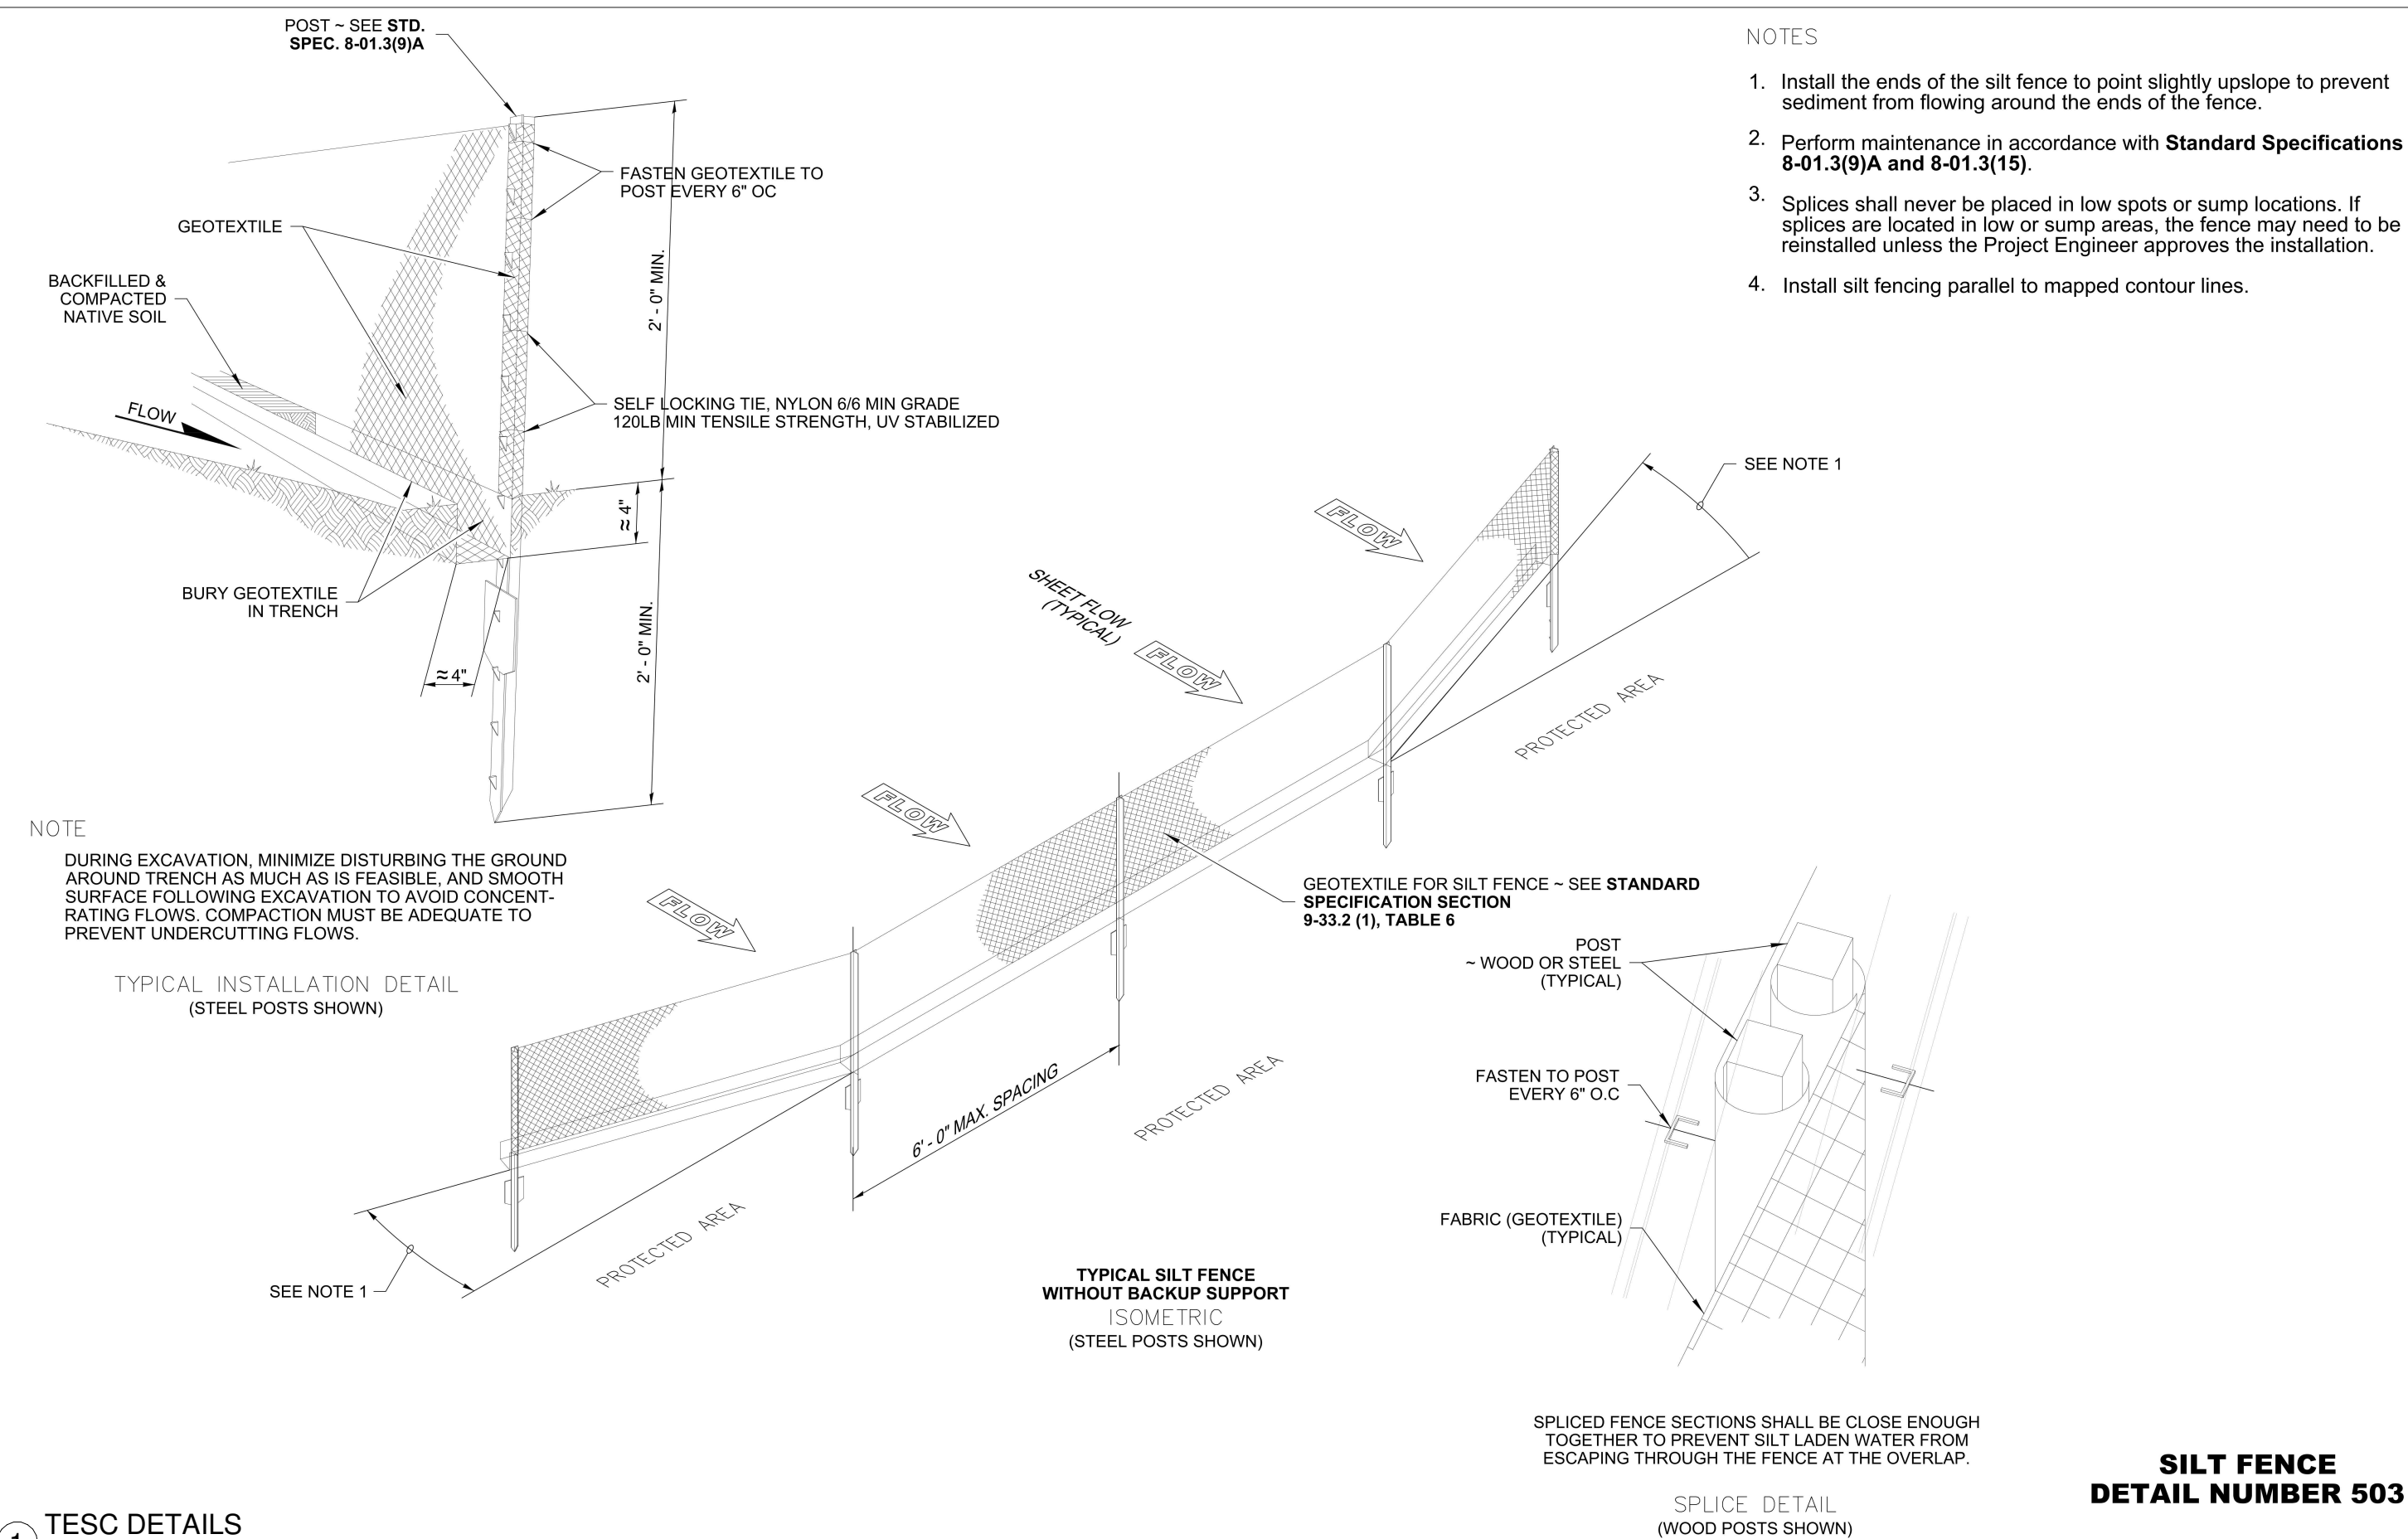 POST ~ SEE STD.
SPEC. 8-01.3(9)A
FASTEN GEOTEXTILE TO
POST EVERY 6" OC
GEOTEXTILE
2' - 0" MIN.
BACKFILLED &
COMPACTED
NATIVE SOIL
FLOW
SELF LOCKING TIE, NYLON 6/6 MIN GRADE
120LB MIN TENSILE STRENGTH, UV STABILIZED
≈ 4"
BURY GEOTEXTILE
IN TRENCH
2' - 0" MIN.
≈ 4"
NOTE
DURING EXCAVATION, MINIMIZE DISTURBING THE GROUND
AROUND TRENCH AS MUCH AS IS FEASIBLE, AND SMOOTH
SURFACE FOLLOWING EXCAVATION TO AVOID CONCENT-
RATING FLOWS. COMPACTION MUST BE ADEQUATE TO
PREVENT UNDERCUTTING FLOWS.
TYPICAL INSTALLATION DETAIL
(STEEL POSTS SHOWN)
NOTES
1. Install the ends of the silt fence to point slightly upslope to prevent
sediment from flowing around the ends of the fence.
2. Perform maintenance in accordance with Standard Specifications
8-01.3(9)A and 8-01.3(15).
3. Splices shall never be placed in low spots or sump locations. If
splices are located in low or sump areas, the fence may need to be
reinstalled unless the Project Engineer approves the installation.
4. Install silt fencing parallel to mapped contour lines.
SEE NOTE 1
FLOW
SHEET FLOW
(TYPICAL)
FLOW
PROTECTED AREA
FLOW
GEOTEXTILE FOR SILT FENCE ~ SEE STANDARD
SPECIFICATION SECTION
9-33.2 (1), TABLE 6
FLOW
6' - 0" MAX. SPACING
PROTECTED AREA
PROTECTED AREA
SEE NOTE 1
TYPICAL SILT FENCE
WITHOUT BACKUP SUPPORT
ISOMETRIC
(STEEL POSTS SHOWN)
POST
~ WOOD OR STEEL
(TYPICAL)
FASTEN TO POST
EVERY 6" O.C
FABRIC (GEOTEXTILE)
(TYPICAL)
SPLICED FENCE SECTIONS SHALL BE CLOSE ENOUGH
TOGETHER TO PREVENT SILT LADEN WATER FROM
ESCAPING THROUGH THE FENCE AT THE OVERLAP.
SPLICE DETAIL
(WOOD POSTS SHOWN)
SILT FENCE
DETAIL NUMBER 503
1 TESC DETAILS